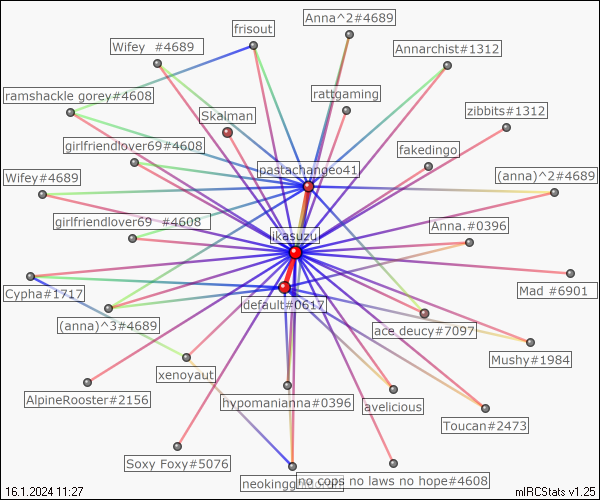 Anna^2#4689
frisout
Wifey #4689
Annarchist#1312
ramshackle gorey#4608
rattgaming
Skalman
zibbits#1312
girlfriendlover69#4608
fakedingo
pastachangeo41
Wifey#4689
(anna)^2#4689
girlfriendlover69 #4608
Anna.#0396
ikasuzu
Mad #6901
Cypha#1717
default#0617
(anna)^3#4689
ace deucy#7097
Mushy#1984
xenoyaut
AlpineRooster#2156
hypomanianna#0396
avelicious
Toucan#2473
Soxy Foxy#5076
no cops no laws no hope#4608
16.1.2024 11:27
mIRCStats v1.25